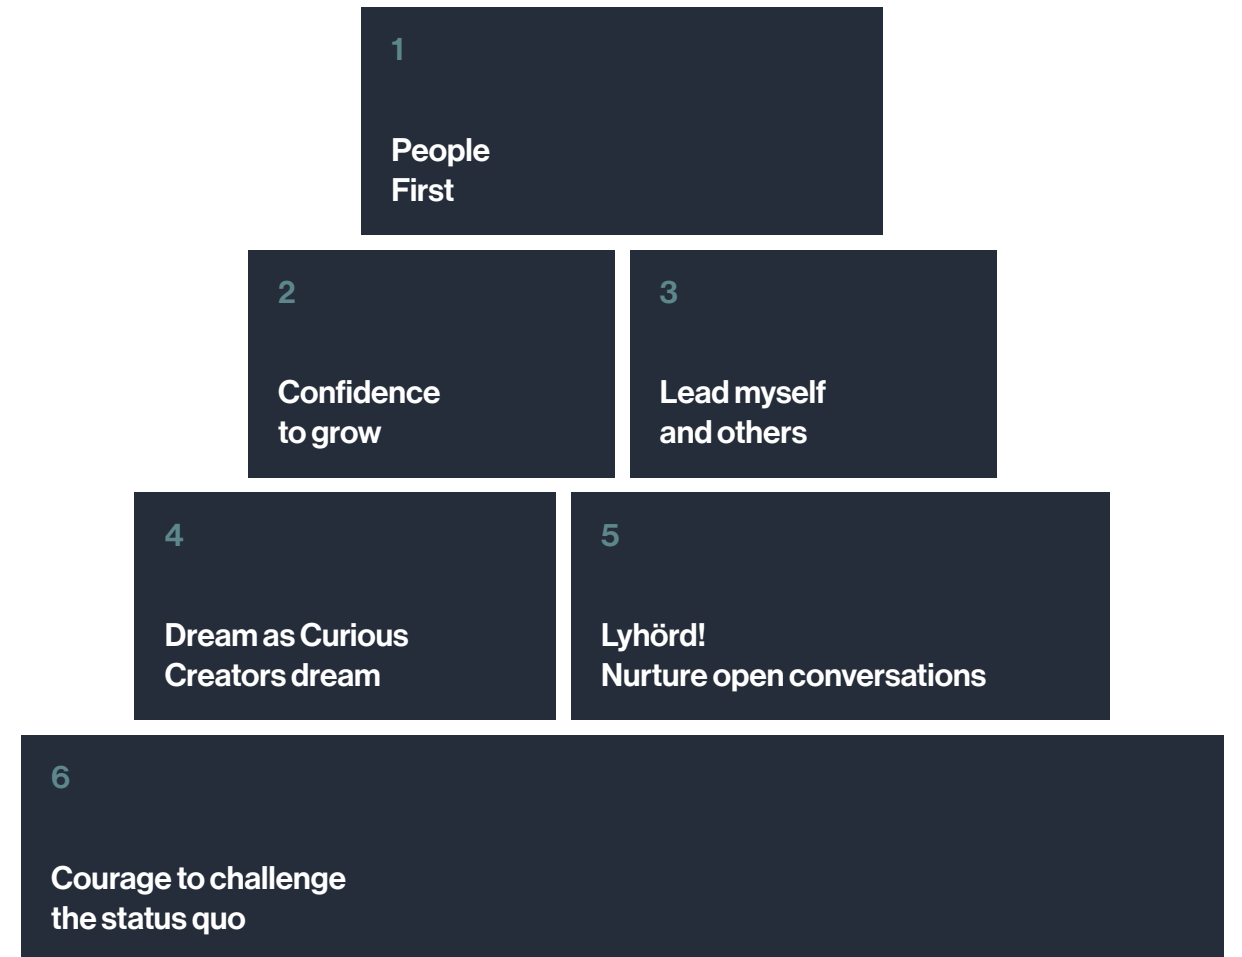 1
People
First
2
Confidence
to grow
3
Lead myself
and others
4
Dream as Curious
Creators dream
5
Lyhörd!
Nurture open conversations
6
Courage to challenge
the status quo